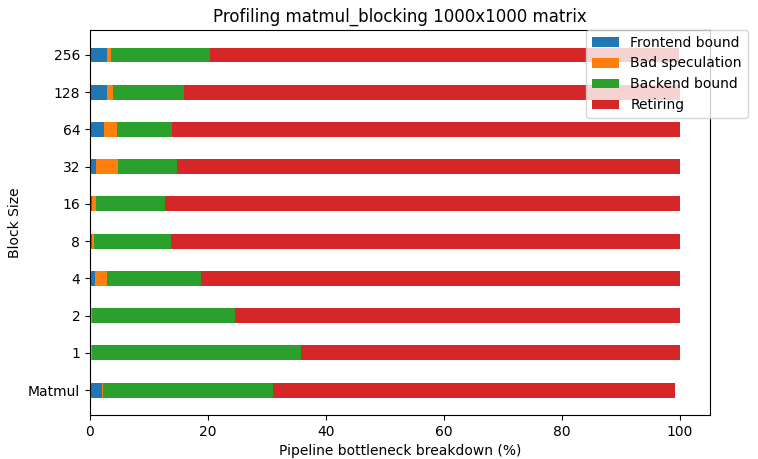 Profiling matmul_blocking 1000x1000 matrix
Frontend bound
Bad speculation
Backend bound
Retiring
Block Size
256
128
64
32
16
8
4
2
1
Matmul
0 20 40 60 80 100
Pipeline bottleneck breakdown (%)